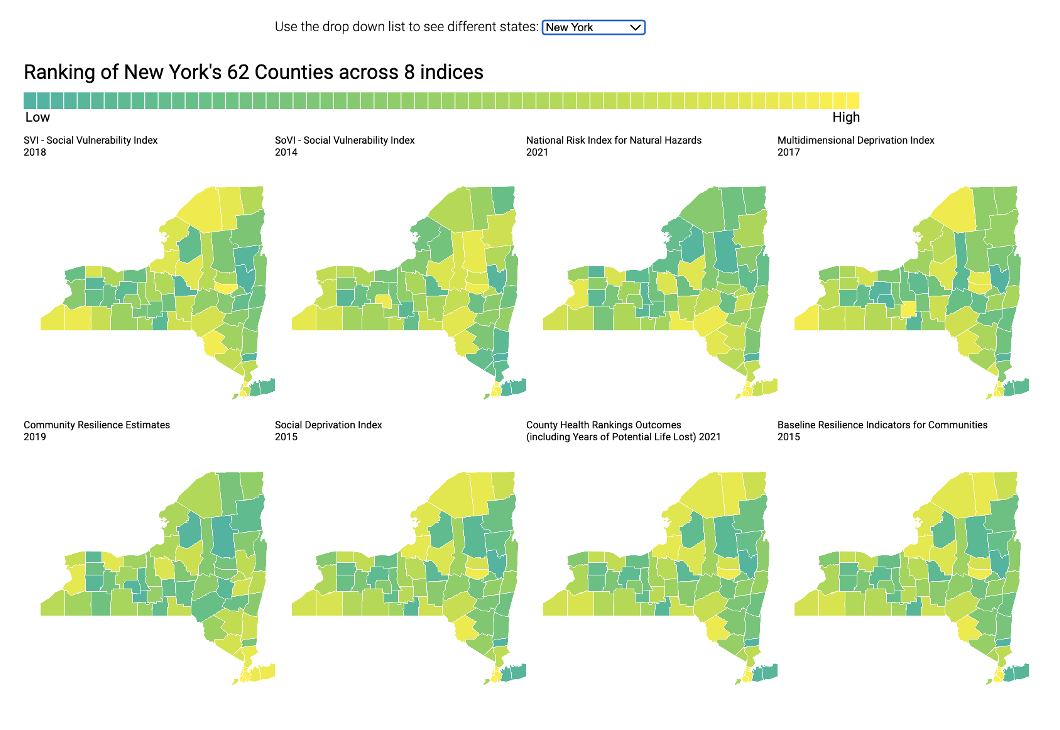 Use the drop down list to see different states: New York
Ranking of New York's 62 Counties across 8 indices
Low High
SVI - Social Vulnerability Index
2018
SoVI - Social Vulnerability Index
2014
National Risk Index for Natural Hazards
2021
Multidimensional Deprivation Index
2017
Community Resilience Estimates
2019
Social Deprivation Index
2015
County Health Rankings Outcomes
(including Years of Potential Life Lost) 2021
Baseline Resilience Indicators for Communities
2015